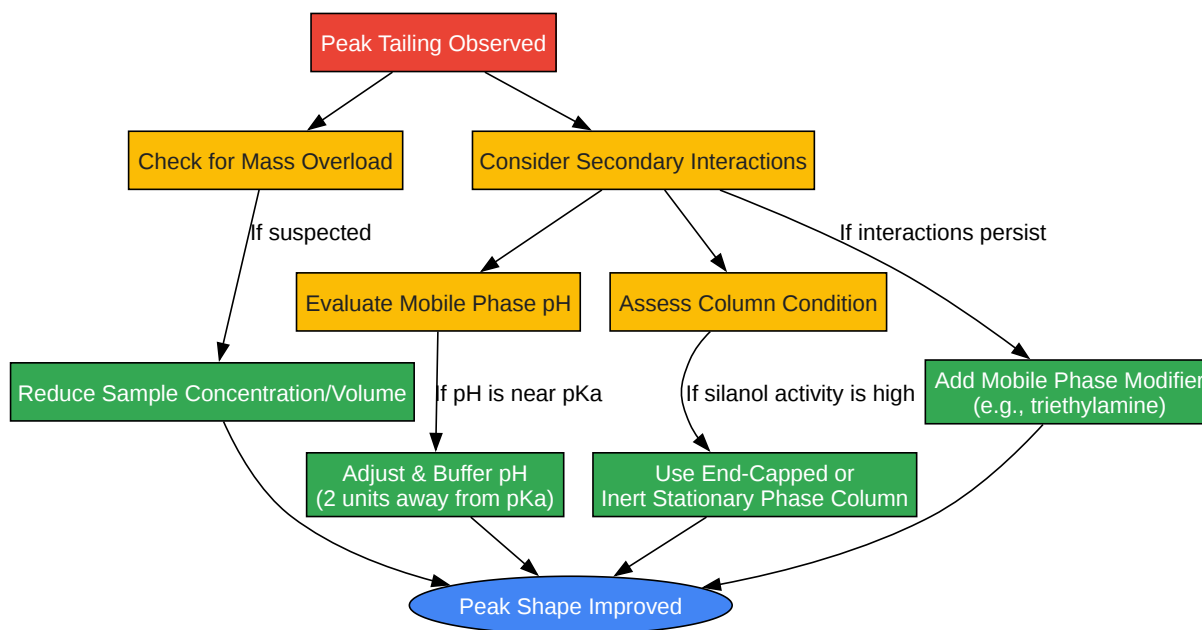 Peak Tailing Observed
Check for Mass Overload
Consider Secondary Interactions
If suspected
If interactions persist
Evaluate Mobile Phase pH
Assess Column Condition
Reduce Sample Concentration/Volume
If pH is near pKa
If silanol activity is high
Add Mobile Phase Modifier
(e.g., triethylamine)
Adjust & Buffer pH
(2 units away from pKa)
Use End-Capped or
Inert Stationary Phase Column
Peak Shape Improved